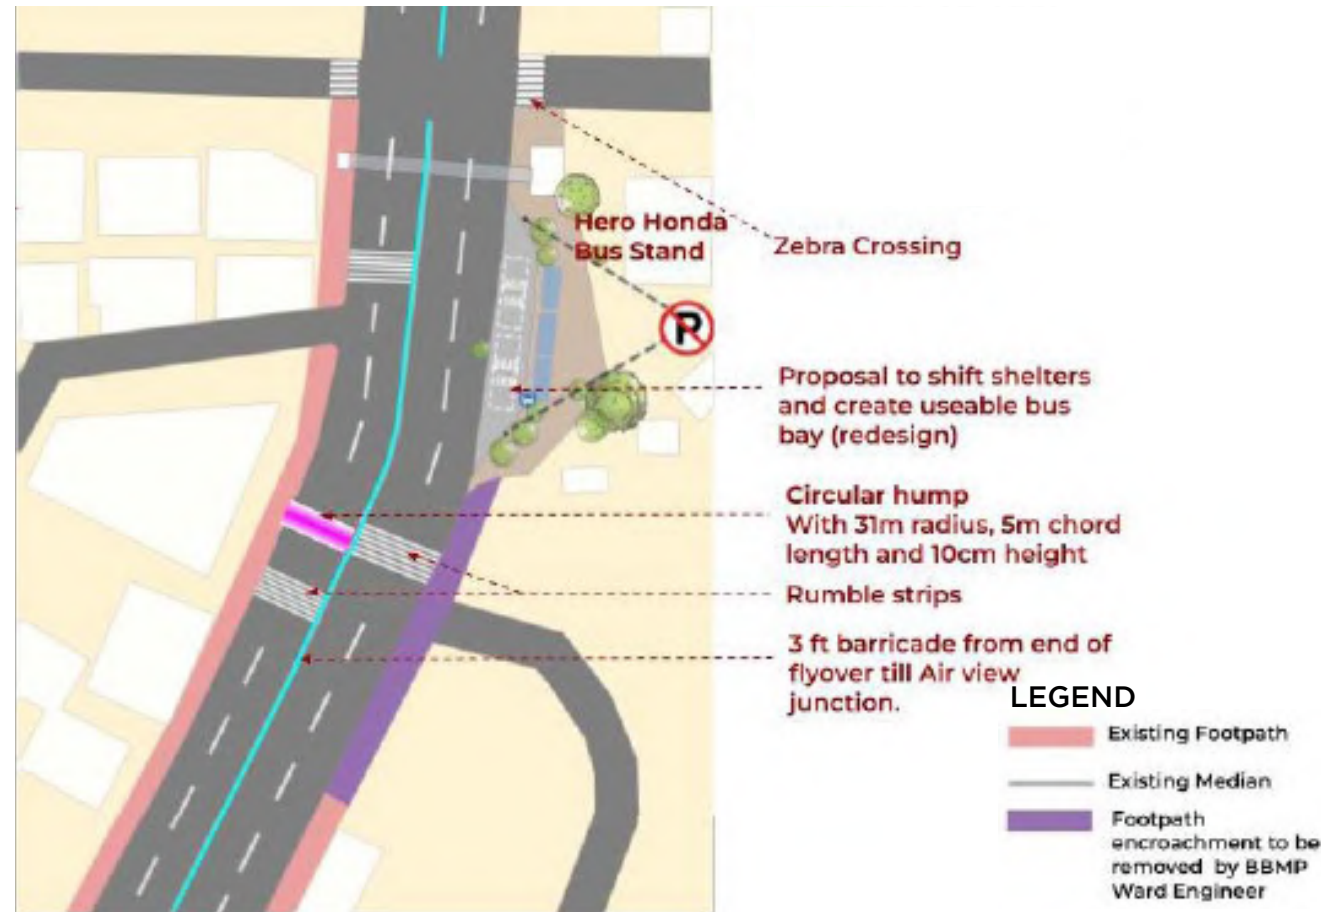 Hero Honda
Bus Stand
Zebra Crossing
P
Proposal to shift shelters
and create useable bus
bay (redesign)
Circular hump
With 31m radius, 5m chord
length and 10cm height
Rumble strips
3 ft barricade from end of
flyover till Air view
junction.
LEGEND
Existing Footpath
Existing Median
Footpath
encroachment to be
removed by BBMP
Ward Engineer